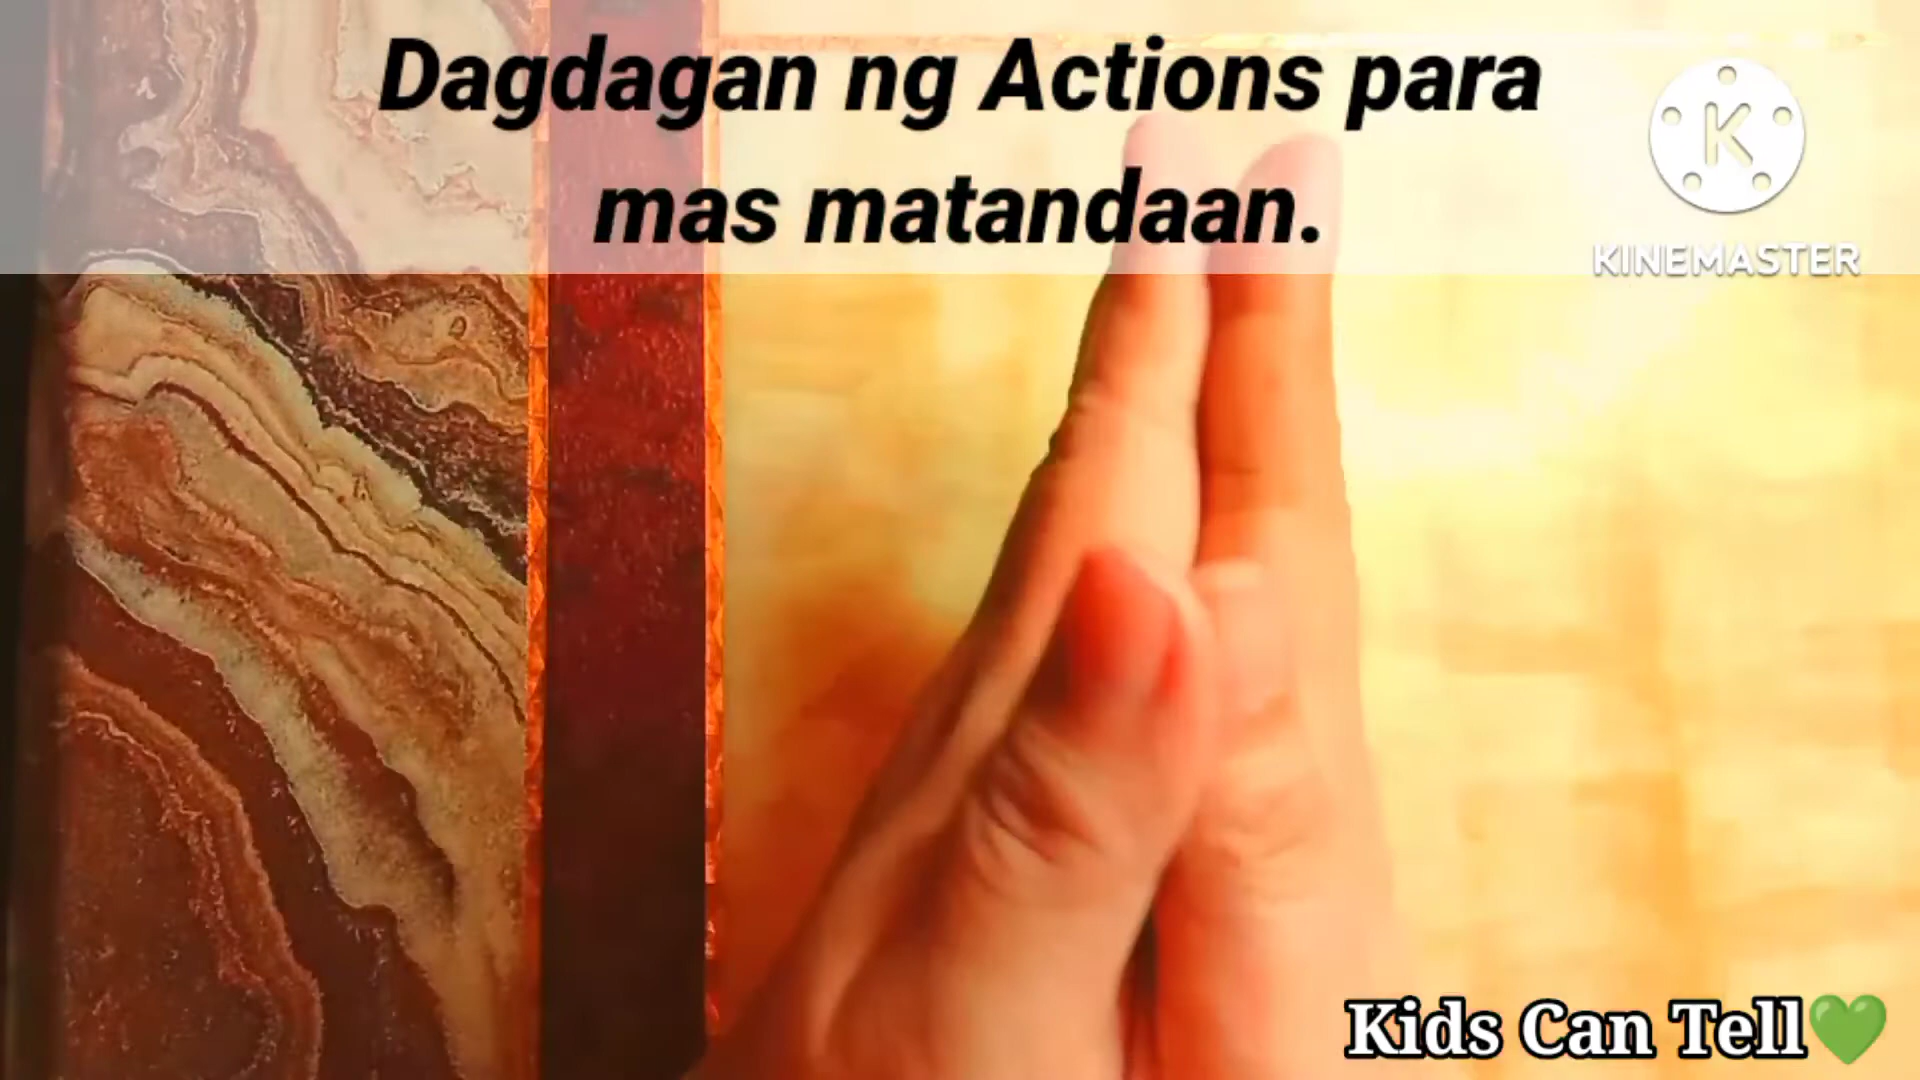 Dagdagan ng Actions para
mas matandaan.
K
KINEMASTER
Kids Can Tell💚